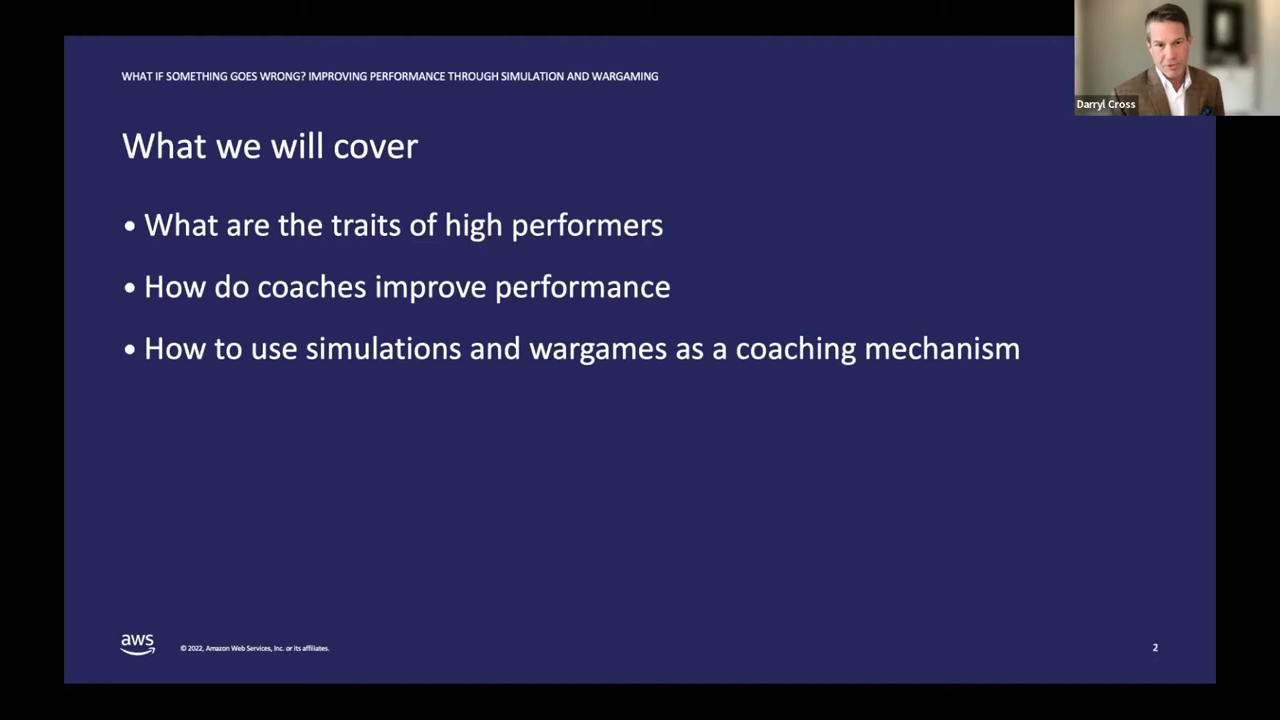 WHAT IF SOMETHING GOES WRONG? IMPROVING PERFORMANCE THROUGH SIMULATION AND WARGAMING
Darryl Cross
What we will cover
• What are the traits of high performers
• How do coaches improve performance
• How to use simulations and wargames as a coaching mechanism
aws
© 2022, Amazon Web Services, Inc. or its affiliates.
2